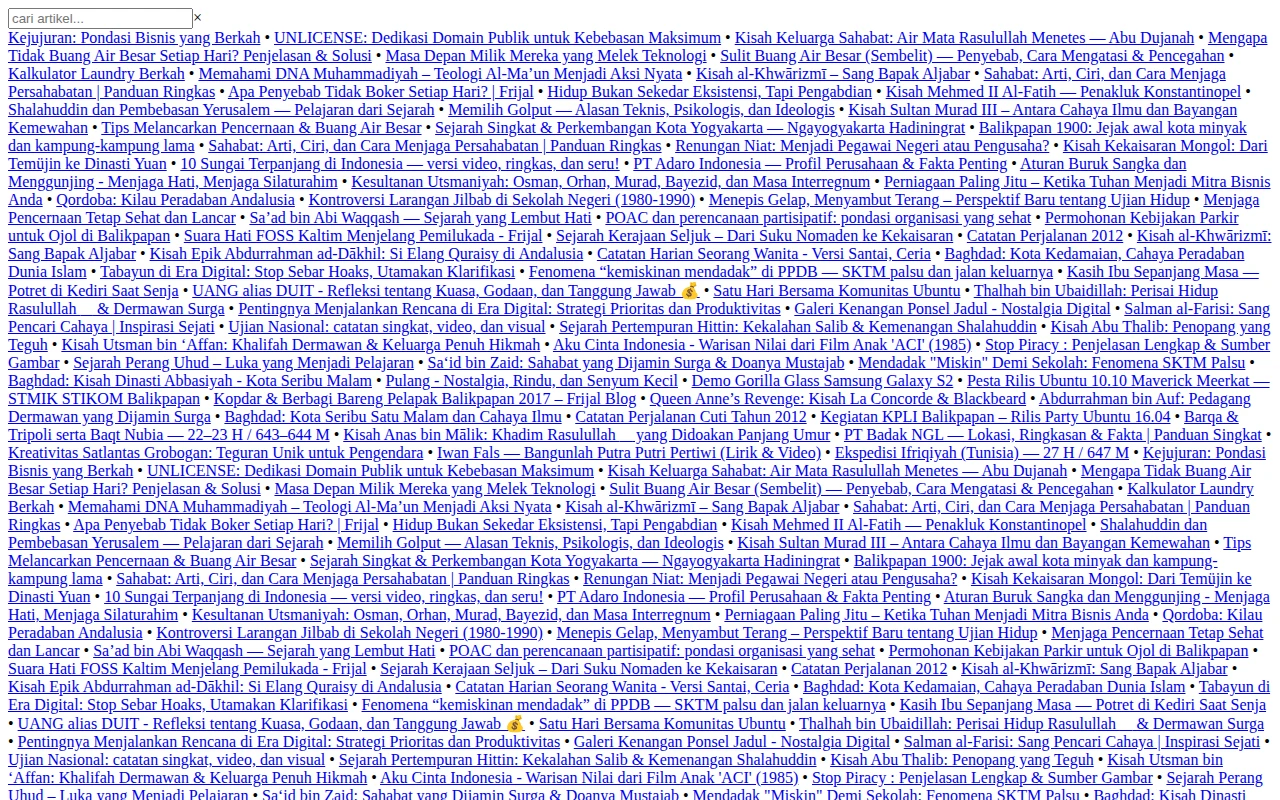 cari artikel... ×
Kejujuran: Pondasi Bisnis yang Berkah • UNLICENSE: Dedikasi Domain Publik untuk Kebebasan Maksimum • Kisah Keluarga Sahabat: Air Mata Rasulullah Menetes — Abu Dujanah • Mengapa
Tidak Buang Air Besar Setiap Hari? Penjelasan & Solusi • Masa Depan Milik Mereka yang Melek Teknologi • Sulit Buang Air Besar (Sembelit) — Penyebab, Cara Mengatasi & Pencegahan •
Kalkulator Laundry Berkah • Memahami DNA Muhammadiyah – Teologi Al-Ma’un Menjadi Aksi Nyata • Kisah al-Khwārizmī – Sang Bapak Aljabar • Sahabat: Arti, Ciri, dan Cara Menjaga
Persahabatan | Panduan Ringkas • Apa Penyebab Tidak Boker Setiap Hari? | Frijal • Hidup Bukan Sekedar Eksistensi, Tapi Pengabdian • Kisah Mehmed II Al-Fatih — Penakluk Konstantinopel •
Shalahuddin dan Pembebasan Yerusalem — Pelajaran dari Sejarah • Memilih Golput — Alasan Teknis, Psikologis, dan Ideologis • Kisah Sultan Murad III – Antara Cahaya Ilmu dan Bayangan
Kemewahan • Tips Melancarkan Pencernaan & Buang Air Besar • Sejarah Singkat & Perkembangan Kota Yogyakarta — Ngayogyakarta Hadiningrat • Balikpapan 1900: Jejak awal kota minyak
dan kampung-kampung lama • Sahabat: Arti, Ciri, dan Cara Menjaga Persahabatan | Panduan Ringkas • Renungan Niat: Menjadi Pegawai Negeri atau Pengusaha? • Kisah Kekaisaran Mongol: Dari
Temüjin ke Dinasti Yuan • 10 Sungai Terpanjang di Indonesia — versi video, ringkas, dan seru! • PT Adaro Indonesia — Profil Perusahaan & Fakta Penting • Aturan Buruk Sangka dan
Menggunjing - Menjaga Hati, Menjaga Silaturahim • Kesultanan Utsmaniyah: Osman, Orhan, Murad, Bayezid, dan Masa Interregnum • Perniagaan Paling Jitu – Ketika Tuhan Menjadi Mitra Bisnis
Anda • Qordoba: Kilau Peradaban Andalusia • Kontroversi Larangan Jilbab di Sekolah Negeri (1980-1990) • Menepis Gelap, Menyambut Terang – Perspektif Baru tentang Ujian Hidup • Menjaga
Pencernaan Tetap Sehat dan Lancar • Sa’ad bin Abi Waqqash — Sejarah yang Lembut Hati • POAC dan perencanaan partisipatif: pondasi organisasi yang sehat • Permohonan Kebijakan Parkir
untuk Ojol di Balikpapan • Suara Hati FOSS Kaltim Menjelang Pemilukada - Frijal • Sejarah Kerajaan Seljuk – Dari Suku Nomaden ke Kekaisaran • Catatan Perjalanan 2012 • Kisah al-Khwārizmī:
Sang Bapak Aljabar • Kisah Epik Abdurrahman ad-Dākhil: Si Elang Quraisy di Andalusia • Catatan Harian Seorang Wanita - Versi Santai, Ceria • Baghdad: Kota Kedamaian, Cahaya Peradaban
Dunia Islam • Tabayun di Era Digital: Stop Sebar Hoaks, Utamakan Klarifikasi • Fenomena “kemiskinan mendadak” di PPDB — SKTM palsu dan jalan keluarnya • Kasih Ibu Sepanjang Masa —
Potret di Kediri Saat Senja • UANG alias DUIT - Refleksi tentang Kuasa, Godaan, dan Tanggung Jawab 💰 • Satu Hari Bersama Komunitas Ubuntu • Thalhah bin Ubaidillah: Perisai Hidup
Rasulullah & Dermawan Surga • Pentingnya Menjalankan Rencana di Era Digital: Strategi Prioritas dan Produktivitas • Galeri Kenangan Ponsel Jadul - Nostalgia Digital • Salman al-Farisi: Sang
Pencari Cahaya | Inspirasi Sejati • Ujian Nasional: catatan singkat, video, dan visual • Sejarah Pertempuran Hittin: Kekalahan Salib & Kemenangan Shalahuddin • Kisah Abu Thalib: Penopang yang
Teguh • Kisah Utsman bin ‘Affan: Khalifah Dermawan & Keluarga Penuh Hikmah • Aku Cinta Indonesia - Warisan Nilai dari Film Anak 'ACI' (1985) • Stop Piracy : Penjelasan Lengkap & Sumber
Gambar • Sejarah Perang Uhud – Luka yang Menjadi Pelajaran • Sa‘id bin Zaid: Sahabat yang Dijamin Surga & Doanya Mustajab • Mendadak "Miskin" Demi Sekolah: Fenomena SKTM Palsu •
Baghdad: Kisah Dinasti Abbasiyah - Kota Seribu Malam • Pulang - Nostalgia, Rindu, dan Senyum Kecil • Demo Gorilla Glass Samsung Galaxy S2 • Pesta Rilis Ubuntu 10.10 Maverick Meerkat —
STMIK STIKOM Balikpapan • Kopdar & Berbagi Bareng Pelapak Balikpapan 2017 – Frijal Blog • Queen Anne’s Revenge: Kisah La Concorde & Blackbeard • Abdurrahman bin Auf: Pedagang
Dermawan yang Dijamin Surga • Baghdad: Kota Seribu Satu Malam dan Cahaya Ilmu • Catatan Perjalanan Cuti Tahun 2012 • Kegiatan KPLI Balikpapan – Rilis Party Ubuntu 16.04 • Barqa &
Tripoli serta Baqt Nubia — 22–23 H / 643–644 M • Kisah Anas bin Mālik: Khadim Rasulullah yang Didoakan Panjang Umur • PT Badak NGL — Lokasi, Ringkasan & Fakta | Panduan Singkat •
Kreativitas Satlantas Grobogan: Teguran Unik untuk Pengendara • Iwan Fals — Bangunlah Putra Putri Pertiwi (Lirik & Video) • Ekspedisi Ifriqiyah (Tunisia) — 27 H / 647 M • Kejujuran: Pondasi
Bisnis yang Berkah • UNLICENSE: Dedikasi Domain Publik untuk Kebebasan Maksimum • Kisah Keluarga Sahabat: Air Mata Rasulullah Menetes — Abu Dujanah • Mengapa Tidak Buang Air
Besar Setiap Hari? Penjelasan & Solusi • Masa Depan Milik Mereka yang Melek Teknologi • Sulit Buang Air Besar (Sembelit) — Penyebab, Cara Mengatasi & Pencegahan • Kalkulator Laundry
Berkah • Memahami DNA Muhammadiyah – Teologi Al-Ma’un Menjadi Aksi Nyata • Kisah al-Khwārizmī – Sang Bapak Aljabar • Sahabat: Arti, Ciri, dan Cara Menjaga Persahabatan | Panduan
Ringkas • Apa Penyebab Tidak Boker Setiap Hari? | Frijal • Hidup Bukan Sekedar Eksistensi, Tapi Pengabdian • Kisah Mehmed II Al-Fatih — Penakluk Konstantinopel • Shalahuddin dan
Pembebasan Yerusalem — Pelajaran dari Sejarah • Memilih Golput — Alasan Teknis, Psikologis, dan Ideologis • Kisah Sultan Murad III – Antara Cahaya Ilmu dan Bayangan Kemewahan • Tips
Melancarkan Pencernaan & Buang Air Besar • Sejarah Singkat & Perkembangan Kota Yogyakarta — Ngayogyakarta Hadiningrat • Balikpapan 1900: Jejak awal kota minyak dan kampung-
kampung lama • Sahabat: Arti, Ciri, dan Cara Menjaga Persahabatan | Panduan Ringkas • Renungan Niat: Menjadi Pegawai Negeri atau Pengusaha? • Kisah Kekaisaran Mongol: Dari Temüjin ke
Dinasti Yuan • 10 Sungai Terpanjang di Indonesia — versi video, ringkas, dan seru! • PT Adaro Indonesia — Profil Perusahaan & Fakta Penting • Aturan Buruk Sangka dan Menggunjing - Menjaga
Hati, Menjaga Silaturahim • Kesultanan Utsmaniyah: Osman, Orhan, Murad, Bayezid, dan Masa Interregnum • Perniagaan Paling Jitu – Ketika Tuhan Menjadi Mitra Bisnis Anda • Qordoba: Kilau
Peradaban Andalusia • Kontroversi Larangan Jilbab di Sekolah Negeri (1980-1990) • Menepis Gelap, Menyambut Terang – Perspektif Baru tentang Ujian Hidup • Menjaga Pencernaan Tetap Sehat
dan Lancar • Sa’ad bin Abi Waqqash — Sejarah yang Lembut Hati • POAC dan perencanaan partisipatif: pondasi organisasi yang sehat • Permohonan Kebijakan Parkir untuk Ojol di Balikpapan •
Suara Hati FOSS Kaltim Menjelang Pemilukada - Frijal • Sejarah Kerajaan Seljuk – Dari Suku Nomaden ke Kekaisaran • Catatan Perjalanan 2012 • Kisah al-Khwārizmī: Sang Bapak Aljabar •
Kisah Epik Abdurrahman ad-Dākhil: Si Elang Quraisy di Andalusia • Catatan Harian Seorang Wanita - Versi Santai, Ceria • Baghdad: Kota Kedamaian, Cahaya Peradaban Dunia Islam • Tabayun di
Era Digital: Stop Sebar Hoaks, Utamakan Klarifikasi • Fenomena “kemiskinan mendadak” di PPDB — SKTM palsu dan jalan keluarnya • Kasih Ibu Sepanjang Masa — Potret di Kediri Saat Senja
• UANG alias DUIT - Refleksi tentang Kuasa, Godaan, dan Tanggung Jawab 💰 • Satu Hari Bersama Komunitas Ubuntu • Thalhah bin Ubaidillah: Perisai Hidup Rasulullah & Dermawan Surga
• Pentingnya Menjalankan Rencana di Era Digital: Strategi Prioritas dan Produktivitas • Galeri Kenangan Ponsel Jadul - Nostalgia Digital • Salman al-Farisi: Sang Pencari Cahaya | Inspirasi Sejati •
Ujian Nasional: catatan singkat, video, dan visual • Sejarah Pertempuran Hittin: Kekalahan Salib & Kemenangan Shalahuddin • Kisah Abu Thalib: Penopang yang Teguh • Kisah Utsman bin
‘Affan: Khalifah Dermawan & Keluarga Penuh Hikmah • Aku Cinta Indonesia - Warisan Nilai dari Film Anak 'ACI' (1985) • Stop Piracy : Penjelasan Lengkap & Sumber Gambar • Sejarah Perang
Uhud – Luka yang Menjadi Pelajaran • Sa‘id bin Zaid: Sahabat yang Dijamin Surga & Doanya Mustajab • Mendadak "Miskin" Demi Sekolah: Fenomena SKTM Palsu • Baghdad: Kisah Dinasti